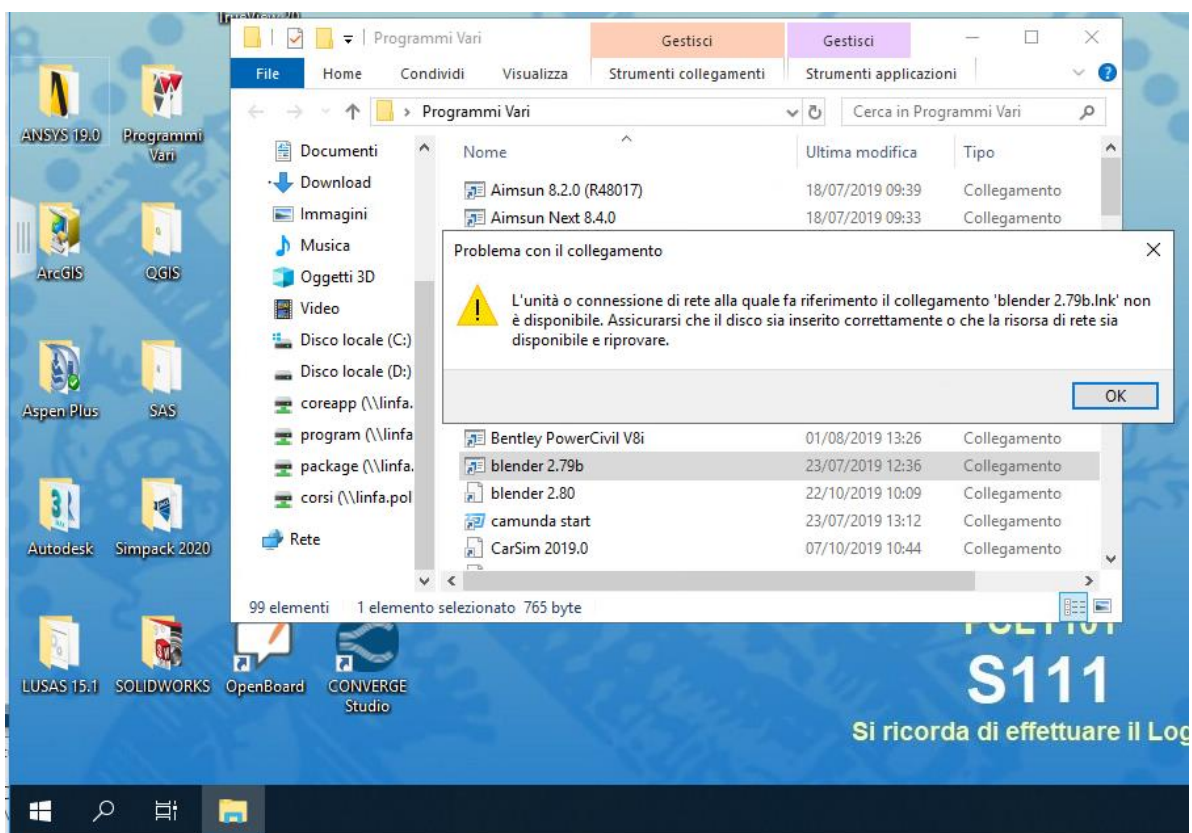 Programmi Vari
Gestisci
Gestisci
File Home Condividi Visualizza Strumenti collegamenti Strumenti applicazioni
Programmi Vari
Cerca in Programmi Vari
Nome
Ultima modifica
Tipo
Documenti
Download
Immagini
Musica
Oggetti 3D
Video
Disco locale (C:)
Disco locale (D:)
coreapp (\\linfa.
program (\\linfa
package (\\linfa.
corsi (\\linfa.pol
Rete
Aimsun 8.2.0 (R48017) 18/07/2019 09:39 Collegamento
Aimsun Next 8.4.0 18/07/2019 09:33 Collegamento
Problema con il collegamento
L'unità o connessione di rete alla quale fa riferimento il collegamento 'blender 2.79b.lnk' non
è disponibile. Assicurarsi che il disco sia inserito correttamente o che la risorsa di rete sia
disponibile e riprovare.
OK
Bentley PowerCivil V8i 01/08/2019 13:26 Collegamento
blender 2.79b 23/07/2019 12:36 Collegamento
blender 2.80 22/10/2019 10:09 Collegamento
camunda start 23/07/2019 13:12 Collegamento
CarSim 2019.0 07/10/2019 10:44 Collegamento
99 elementi 1 elemento selezionato 765 byte
ANSYS 19.0
Programmi
Vari
ArcGIS
QGIS
Aspen Plus
SAS
Autodesk
Simpack 2020
LUSAS 15.1
SOLIDWORKS
OpenBoard
CONVERGE
Studio
S111
Si ricorda di effettuare il Log